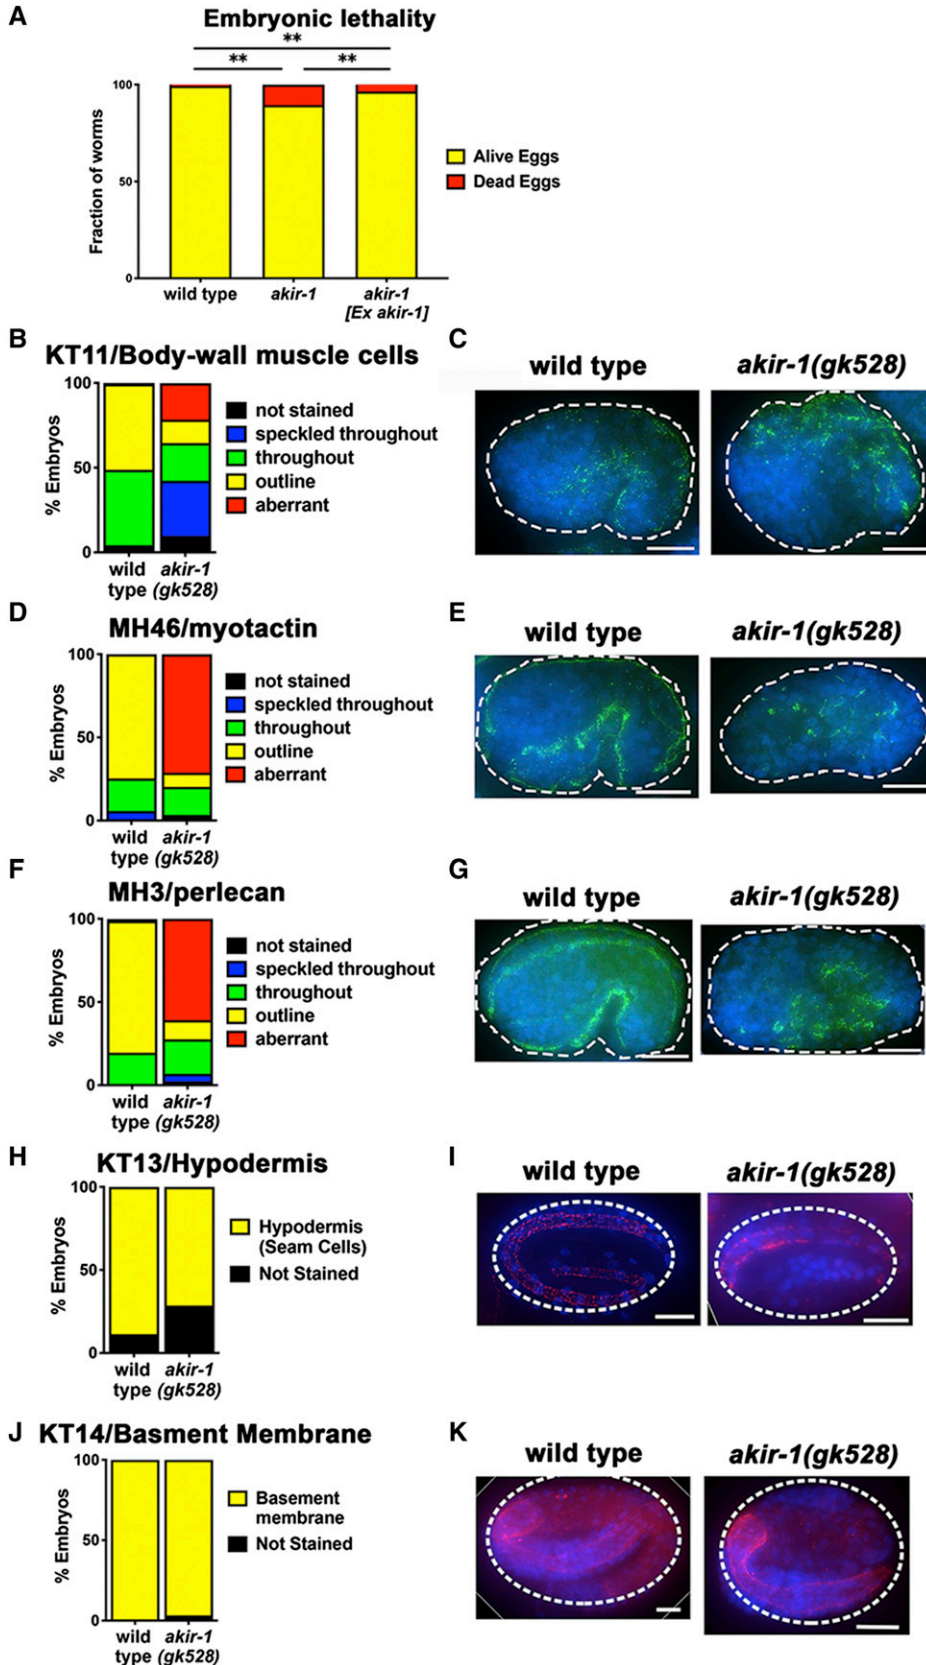 A
Embryonic lethality
**
** **
100
50
0
Fraction of worms
wild type akir-1 akir-1
[Ex akir-1]
Alive Eggs
Dead Eggs
B
KT11/Body-wall muscle cells
100
50
0
% Embryos
wild akir-1
type (gk528)
not stained
speckled throughout
throughout
outline
aberrant
C
wild type akir-1(gk528)
D
MH46/myotactin
100
50
0
% Embryos
wild akir-1
type (gk528)
not stained
speckled throughout
throughout
outline
aberrant
E
wild type akir-1(gk528)
F
MH3/perlecan
100
50
0
% Embryos
wild akir-1
type (gk528)
not stained
speckled throughout
throughout
outline
aberrant
G
wild type akir-1(gk528)
H
KT13/Hypodermis
100
50
0
% Embryos
wild akir-1
type (gk528)
Hypodermis
(Seam Cells)
Not Stained
I
wild type akir-1(gk528)
J
KT14/Basment Membrane
100
50
0
% Embryos
wild akir-1
type (gk528)
Basement
membrane
Not Stained
K
wild type akir-1(gk528)